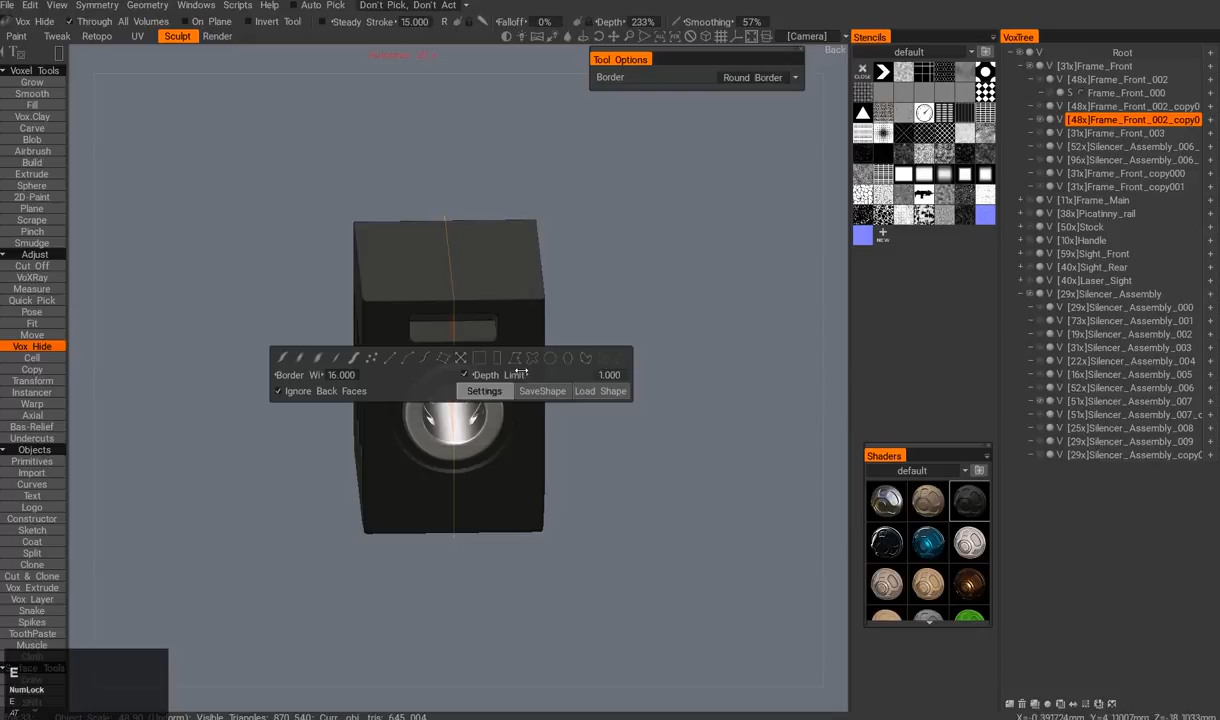 File Edit View Symmetry Geometry Windows Scripts Help Auto Pick Don't Pick, Don't Act
Vox Hide Through All Volumes On Plane Invert Tool Steady Stroke 15.000 R Falloff 0% Depth 233% Smoothing 57%
Paint Tweak Retopo UV Sculpt Render [Camera]
Back
Voxel Tools
Grow
Smooth
Fill
Vox.Clay
Carve
Blob
Airbrush
Build
Extrude
Sphere
2D-Paint
Plane
Scrape
Pinch
Smudge
Adjust
Cut Off
VoXRay
Measure
Quick Pick
Pose
Fit
Move
Vox Hide
Cell
Copy
Transform
Instancer
Warp
Axial
Bas-Relief
Undercuts
Objects
Primitives
Import
Curves
Text
Logo
Constructor
Sketch
Coat
Split
Clone
Cut & Clone
Vox Extrude
Vox Layer
Snake
Spikes
ToothPaste
Muscle
E
NumLock
E
Tool Options
Border Round Border
Border Wi 16.000 Depth Limit 1.000
Ignore Back Faces Settings SaveShape Load Shape
Stencils
default
CLOSE
NEW
Shaders
default
VoxTree
V Root +
V [31x]Frame_Front +
V [48x]Frame_Front_002 +
S Frame_Front_000 +
V [48x]Frame_Front_002_copy0 +
V [48x]Frame_Front_002_copy0 +
V [31x]Frame_Front_003 +
V [52x]Silencer_Assembly_006_ +
V [96x]Silencer_Assembly_006_ +
V [31x]Frame_Front_copy000 +
V [31x]Frame_Front_copy001 +
+ V [11x]Frame_Main +
+ V [38x]Picatinny_rail +
+ V [50x]Stock +
+ V [10x]Handle +
+ V [59x]Sight_Front +
+ V [40x]Sight_Rear +
+ V [40x]Laser_Sight +
V [29x]Silencer_Assembly +
V [29x]Silencer_Assembly_000 +
V [73x]Silencer_Assembly_001 +
V [19x]Silencer_Assembly_002 +
V [31x]Silencer_Assembly_003 +
V [22x]Silencer_Assembly_004 +
V [16x]Silencer_Assembly_005 +
V [52x]Silencer_Assembly_006 +
V [51x]Silencer_Assembly_007 +
V [51x]Silencer_Assembly_007_c +
V [25x]Silencer_Assembly_008 +
V [29x]Silencer_Assembly_009 +
V [29x]Silencer_Assembly_copy0 +